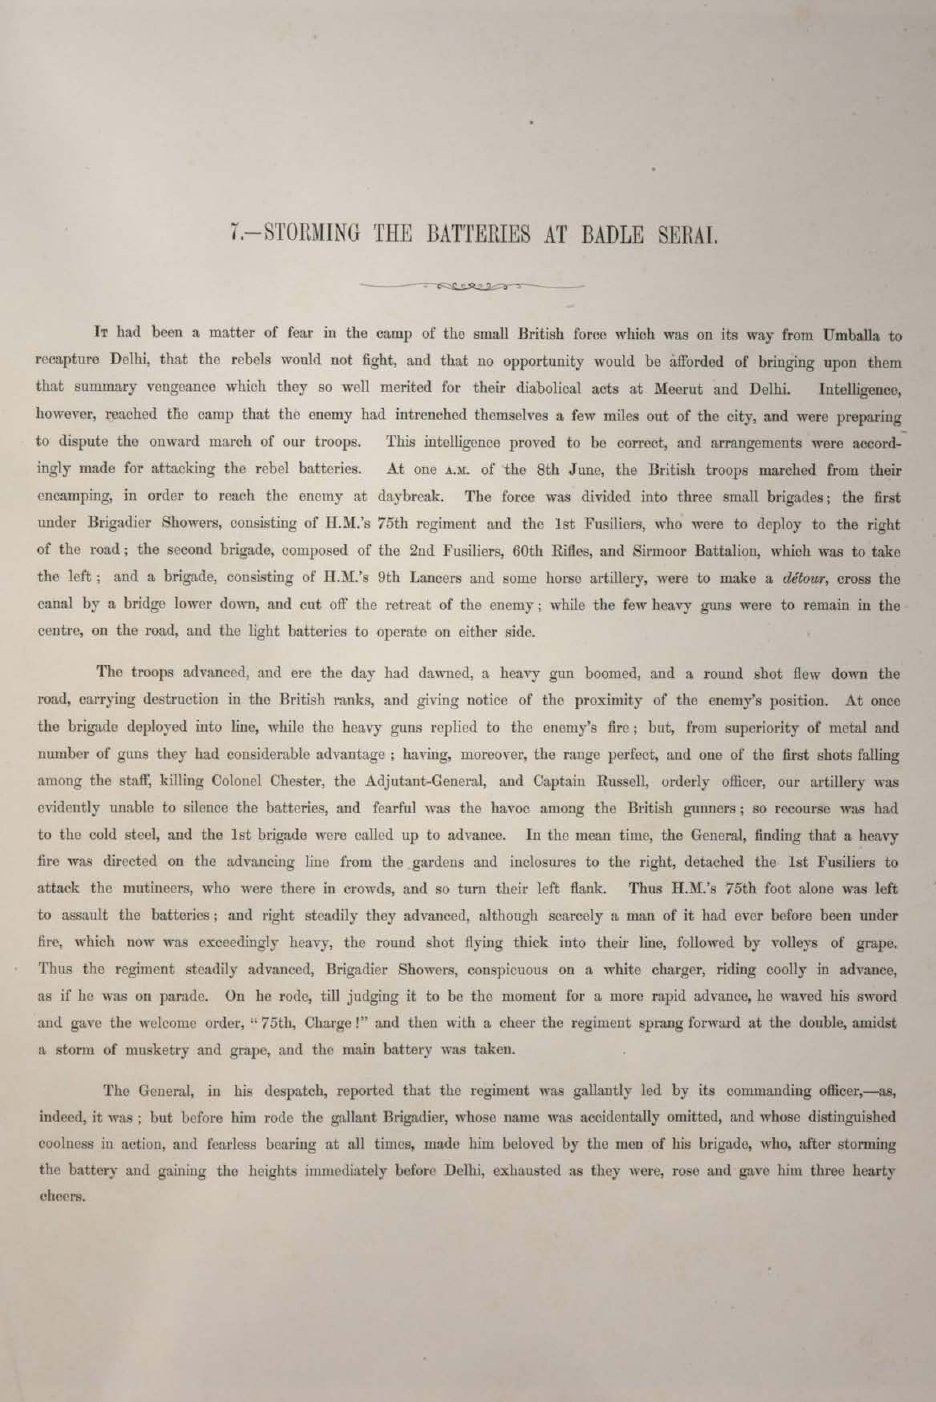 7.—STORMING THE BATTERIES AT BADLE SERAI.
IT had been a matter of fear in the camp of the small British force which was on its way from Umballa to
recapture Delhi, that the rebels would not fight, and that no opportunity would be afforded of bringing upon them
that summary vengeance which they so well merited for their diabolical acts at Meerut and Delhi. Intelligence,
however, reached the camp that the enemy had intrenched themselves a few miles out of the city, and were preparing
to dispute the onward march of our troops. This intelligence proved to be correct, and arrangements were accord-
ingly made for attacking the rebel batteries. At one A.M. of the 8th June, the British troops marched from their
encamping, in order to reach the enemy at daybreak. The force was divided into three small brigades; the first
under Brigadier Showers, consisting of H.M.'s 75th regiment and the 1st Fusiliers, who were to deploy to the right
of the road; the second brigade, composed of the 2nd Fusiliers, 60th Rifles, and Sirmoor Battalion, which was to take
the left; and a brigade, consisting of H.M.'s 9th Lancers and some horse artillery, were to make a détour, cross the
canal by a bridge lower down, and cut off the retreat of the enemy; while the few heavy guns were to remain in the
centre, on the road, and the light batteries to operate on either side.
The troops advanced, and ere the day had dawned, a heavy gun boomed, and a round shot flew down the
road, carrying destruction in the British ranks, and giving notice of the proximity of the enemy's position. At once
the brigade deployed into line, while the heavy guns replied to the enemy's fire; but, from superiority of metal and
number of guns they had considerable advantage; having, moreover, the range perfect, and one of the first shots falling
among the staff, killing Colonel Chester, the Adjutant-General, and Captain Russell, orderly officer, our artillery was
evidently unable to silence the batteries, and fearful was the havoc among the British gunners; so recourse was had
to the cold steel, and the 1st brigade were called up to advance. In the mean time, the General, finding that a heavy
fire was directed on the advancing line from the gardens and inclosures to the right, detached the 1st Fusiliers to
attack the mutineers, who were there in crowds, and so turn their left flank. Thus H.M.'s 75th foot alone was left
to assault the batteries; and right steadily they advanced, although scarcely a man of it had ever before been under
fire, which now was exceedingly heavy, the round shot flying thick into their line, followed by volleys of grape.
Thus the regiment steadily advanced, Brigadier Showers, conspicuous on a white charger, riding coolly in advance,
as if he was on parade. On he rode, till judging it to be the moment for a more rapid advance, he waved his sword
and gave the welcome order, "75th, Charge!" and then with a cheer the regiment sprang forward at the double, amidst
a storm of musketry and grape, and the main battery was taken.
The General, in his despatch, reported that the regiment was gallantly led by its commanding officer,—as,
indeed, it was; but before him rode the gallant Brigadier, whose name was accidentally omitted, and whose distinguished
coolness in action, and fearless bearing at all times, made him beloved by the men of his brigade, who, after storming
the battery and gaining the heights immediately before Delhi, exhausted as they were, rose and gave him three hearty
cheers.